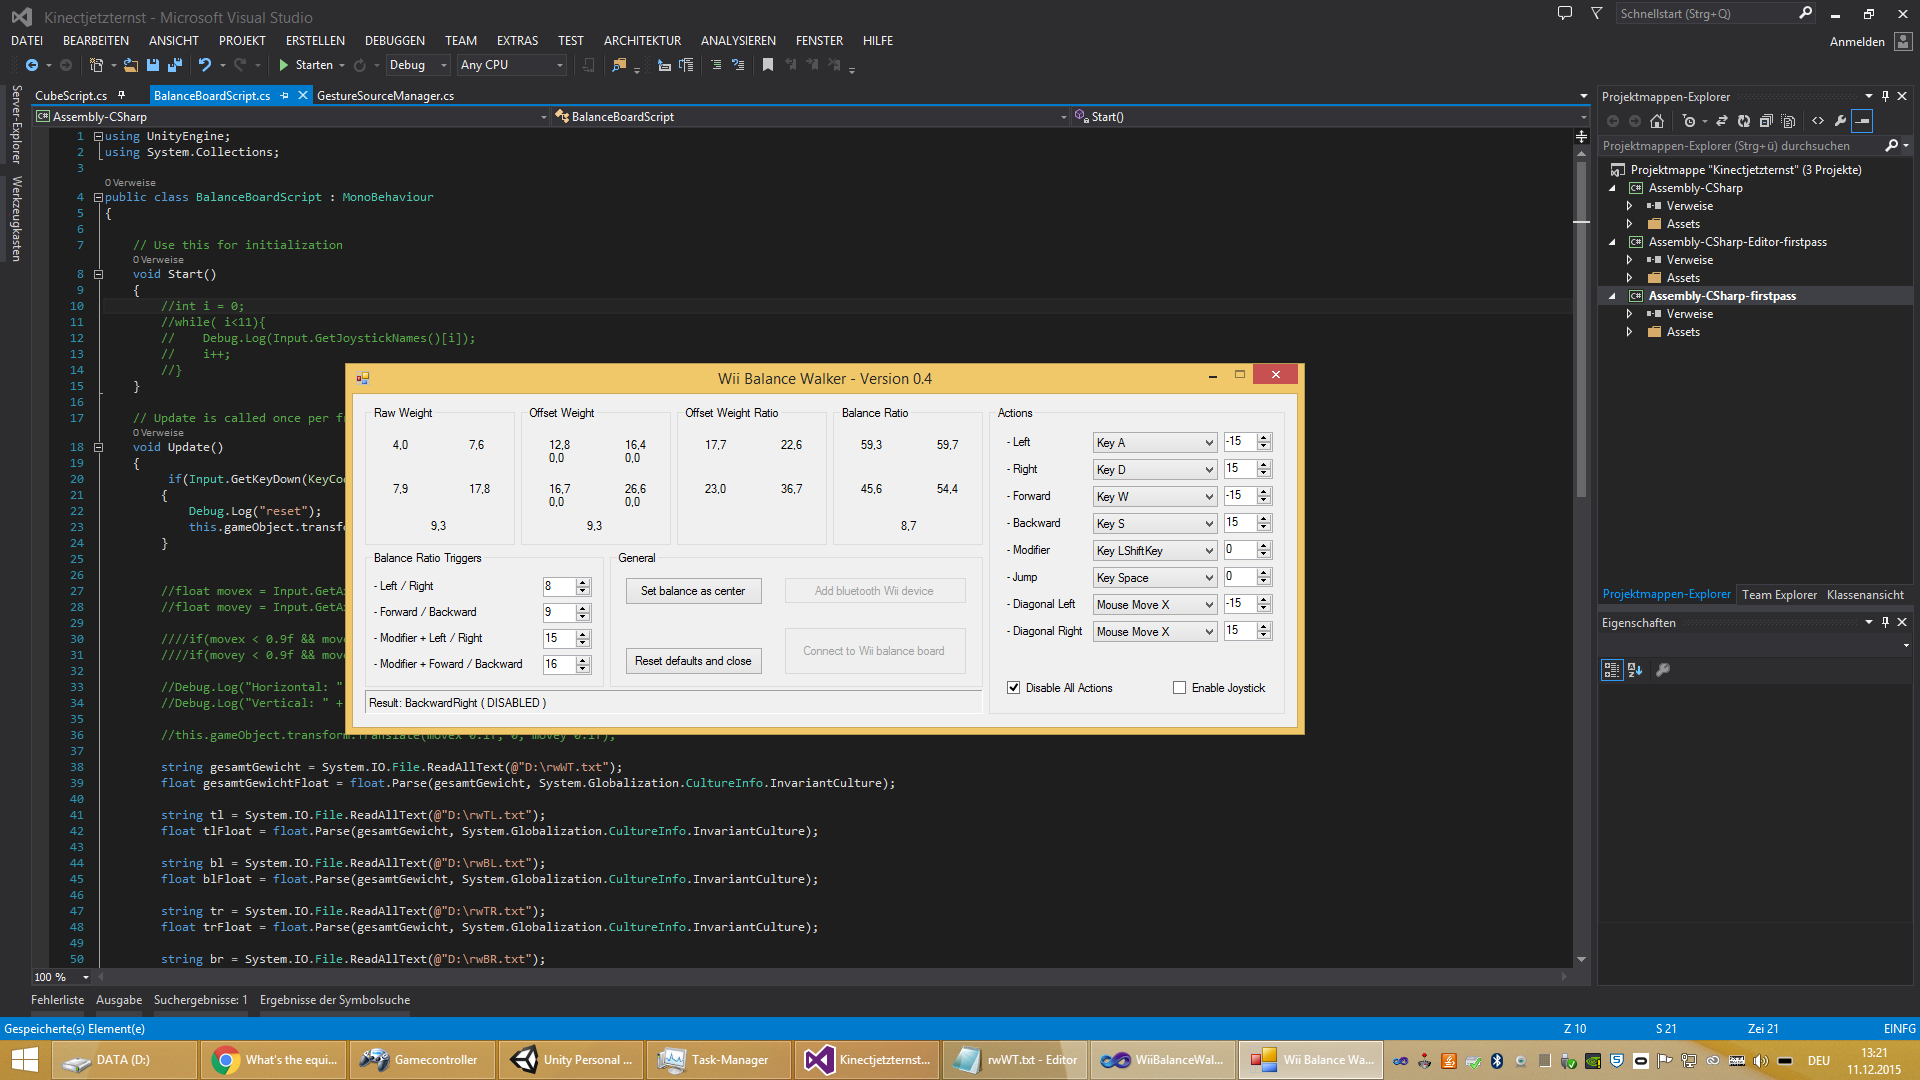 Kinectjetzternst - Microsoft Visual Studio
Schnellstart (Strg+Q)
DATEI BEARBEITEN ANSICHT PROJEKT ERSTELLEN DEBUGGEN TEAM EXTRAS TEST ARCHITEKTUR ANALYSIEREN FENSTER HILFE
Anmelden
Starten Debug Any CPU
Server-Explorer
Werkzeugkasten
CubeScript.cs BalanceBoardScript.cs GestureSourceManager.cs
Assembly-CSharp BalanceBoardScript Start()
1 using UnityEngine;
2 using System.Collections;
3
0 Verweise
4 public class BalanceBoardScript : MonoBehaviour
5 {
6
7 // Use this for initialization
0 Verweise
8 void Start()
9 {
10 //int i = 0;
11 //while( i<11){
12 // Debug.Log(Input.GetJoystickNames()[i]);
13 // i++;
14 //}
15 }
16
17 // Update is called once per fr
0 Verweise
18 void Update()
19 {
20 if(Input.GetKeyDown(KeyCo
21 {
22 Debug.Log("reset");
23 this.gameObject.transf
24 }
25
26
27 //float movex = Input.GetA
28 //float movey = Input.GetA
29
30 ////if(movex < 0.9f && mov
31 ////if(movey < 0.9f && mov
32
33 //Debug.Log("Horizontal: "
34 //Debug.Log("Vertical: " +
35
36 //this.gameObject.transform.Translate(movex*0.1f, 0, movey*0.1f);
37
38 string gesamtGewicht = System.IO.File.ReadAllText(@"D:\rwWT.txt");
39 float gesamtGewichtFloat = float.Parse(gesamtGewicht, System.Globalization.CultureInfo.InvariantCulture);
40
41 string tl = System.IO.File.ReadAllText(@"D:\rwTL.txt");
42 float tlFloat = float.Parse(gesamtGewicht, System.Globalization.CultureInfo.InvariantCulture);
43
44 string bl = System.IO.File.ReadAllText(@"D:\rwBL.txt");
45 float blFloat = float.Parse(gesamtGewicht, System.Globalization.CultureInfo.InvariantCulture);
46
47 string tr = System.IO.File.ReadAllText(@"D:\rwTR.txt");
48 float trFloat = float.Parse(gesamtGewicht, System.Globalization.CultureInfo.InvariantCulture);
49
50 string br = System.IO.File.ReadAllText(@"D:\rwBR.txt");
100 %
Wii Balance Walker - Version 0.4
Raw Weight
4,0 7,6
7,9 17,8
9,3
Offset Weight
12,8 16,4
0,0 0,0
16,7 26,6
0,0 0,0
9,3
Offset Weight Ratio
17,7 22,6
23,0 36,7
Balance Ratio
59,3 59,7
45,6 54,4
8,7
Actions
- Left Key A -15
- Right Key D 15
- Forward Key W -15
- Backward Key S 15
- Modifier Key LShiftKey 0
- Jump Key Space 0
- Diagonal Left Mouse Move X -15
- Diagonal Right Mouse Move X 15
Disable All Actions Enable Joystick
Balance Ratio Triggers
- Left / Right 8
- Forward / Backward 9
- Modifier + Left / Right 15
- Modifier + Foward / Backward 16
General
Set balance as center Add bluetooth Wii device
Reset defaults and close Connect to Wii balance board
Result: BackwardRight ( DISABLED )
Projektmappen-Explorer
Projektmappen-Explorer (Strg+ü) durchsuchen
Projektmappe "Kinectjetzternst" (3 Projekte)
C# Assembly-CSharp
Verweise
Assets
C# Assembly-CSharp-Editor-firstpass
Verweise
Assets
C# Assembly-CSharp-firstpass
Verweise
Assets
Projektmappen-Explorer Team Explorer Klassenansicht
Eigenschaften
Fehlerliste Ausgabe Suchergebnisse: 1 Ergebnisse der Symbolsuche
Gespeicherte(s) Element(e) Z 10 S 21 Zei 21 EINFG
DATA (D:) What's the equi... Gamecontroller Unity Personal ... Task-Manager Kinectjetzternst... rwWT.txt - Editor WiiBalanceWal... Wii Balance Wa... DEU 13:21
11.12.2015